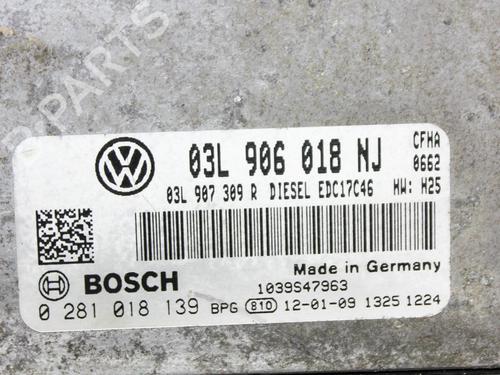 03L 906 018 NJ CFHA
0662
03L 907 309 R DIESEL EDC17C46 HW: H25
Made in Germany
BOSCH 1039S47963
0 281 018 139 BPG 810 12-01-09 1325 1224